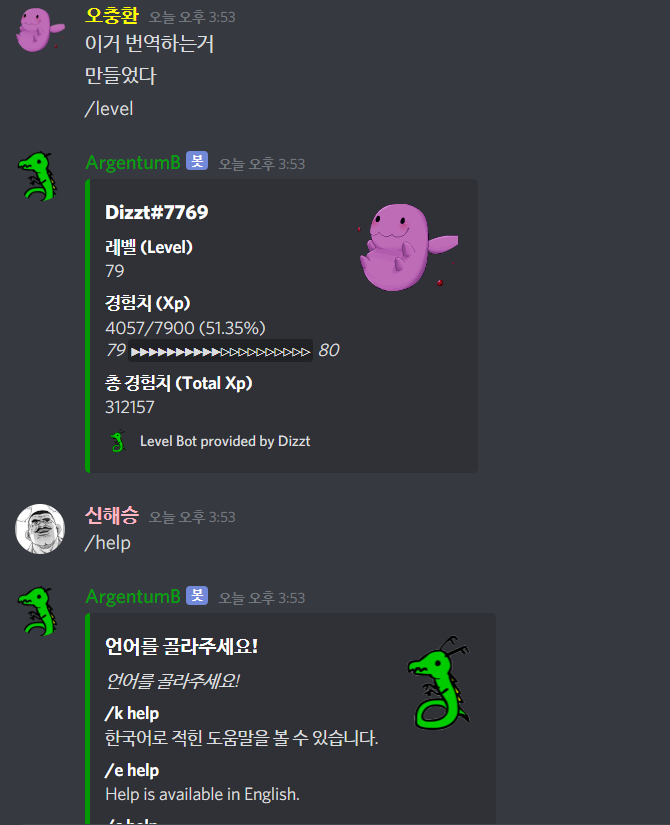 오충환 오늘 오후 3:53
이거 번역하는거
만들었다
/level
ArgentumB 봇 오늘 오후 3:53
Dizzt#7769
레벨 (Level)
79
경험치 (Xp)
4057/7900 (51.35%)
79 ▶▶▶▶▶▶▶▶▶▶▷▷▷▷▷▷▷▷▷▷ 80
총 경험치 (Total Xp)
312157
Level Bot provided by Dizzt
신해승 오늘 오후 3:53
/help
ArgentumB 봇 오늘 오후 3:53
언어를 골라주세요!
언어를 골라주세요!
/k help
한국어로 적힌 도움말을 볼 수 있습니다.
/e help
Help is available in English.